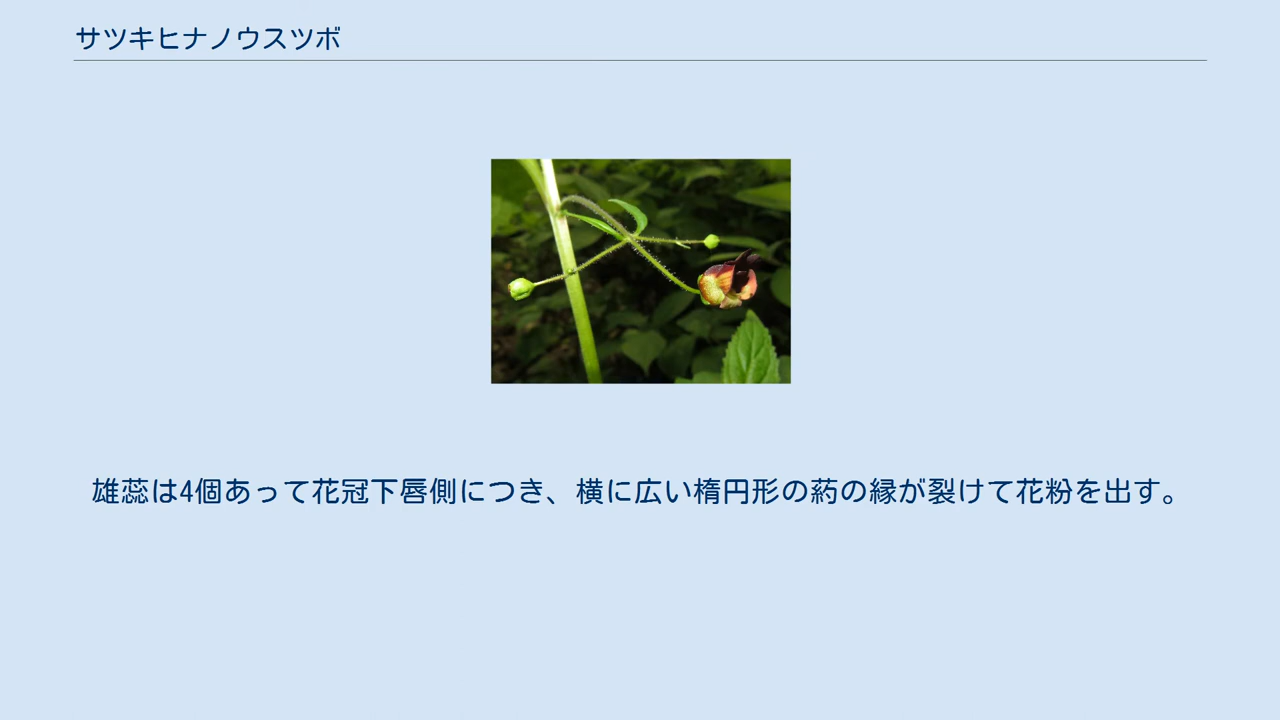 サツキヒナノウスツボ
雄蕊は4個あって花冠下唇側につき、横に広い楕円形の葯の縁が裂けて花粉を出す。